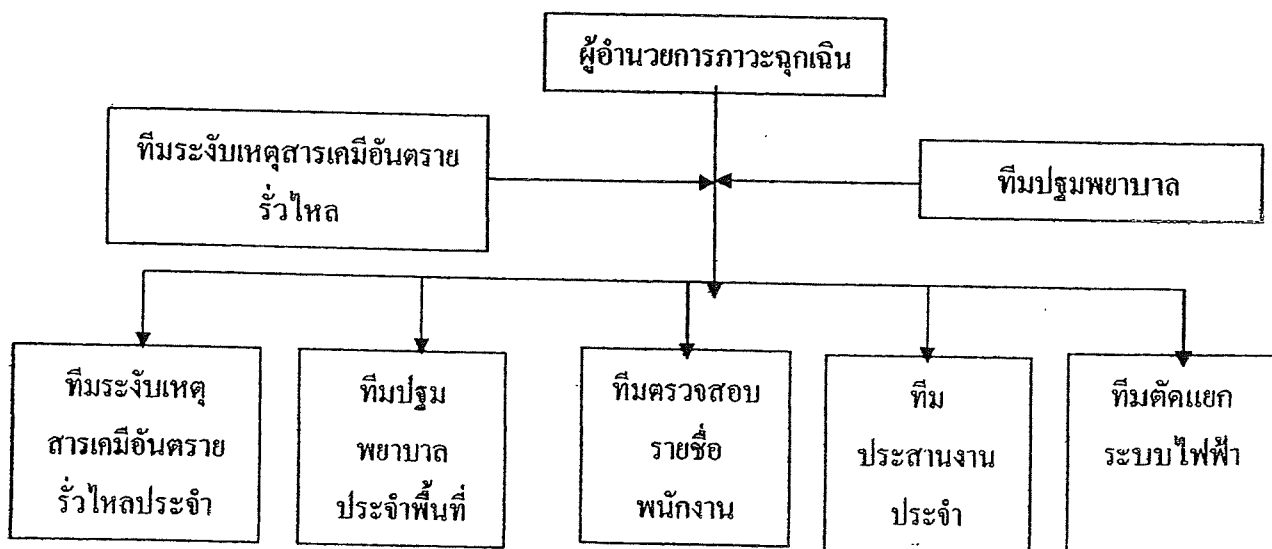 ผู้อำนวยการภาวะฉุกเฉิน
ทีมระงับเหตุสารเคมีอันตราย
รั่วไหล
ทีมปฐมพยาบาล
ทีมระงับเหตุ
สารเคมีอันตราย
รั่วไหลประจำ
ทีมปฐม
พยาบาล
ประจำพื้นที่
ทีมตรวจสอบ
รายชื่อ
พนักงาน
ทีม
ประสานงาน
ประจำ
ทีมตัดแยก
ระบบไฟฟ้า